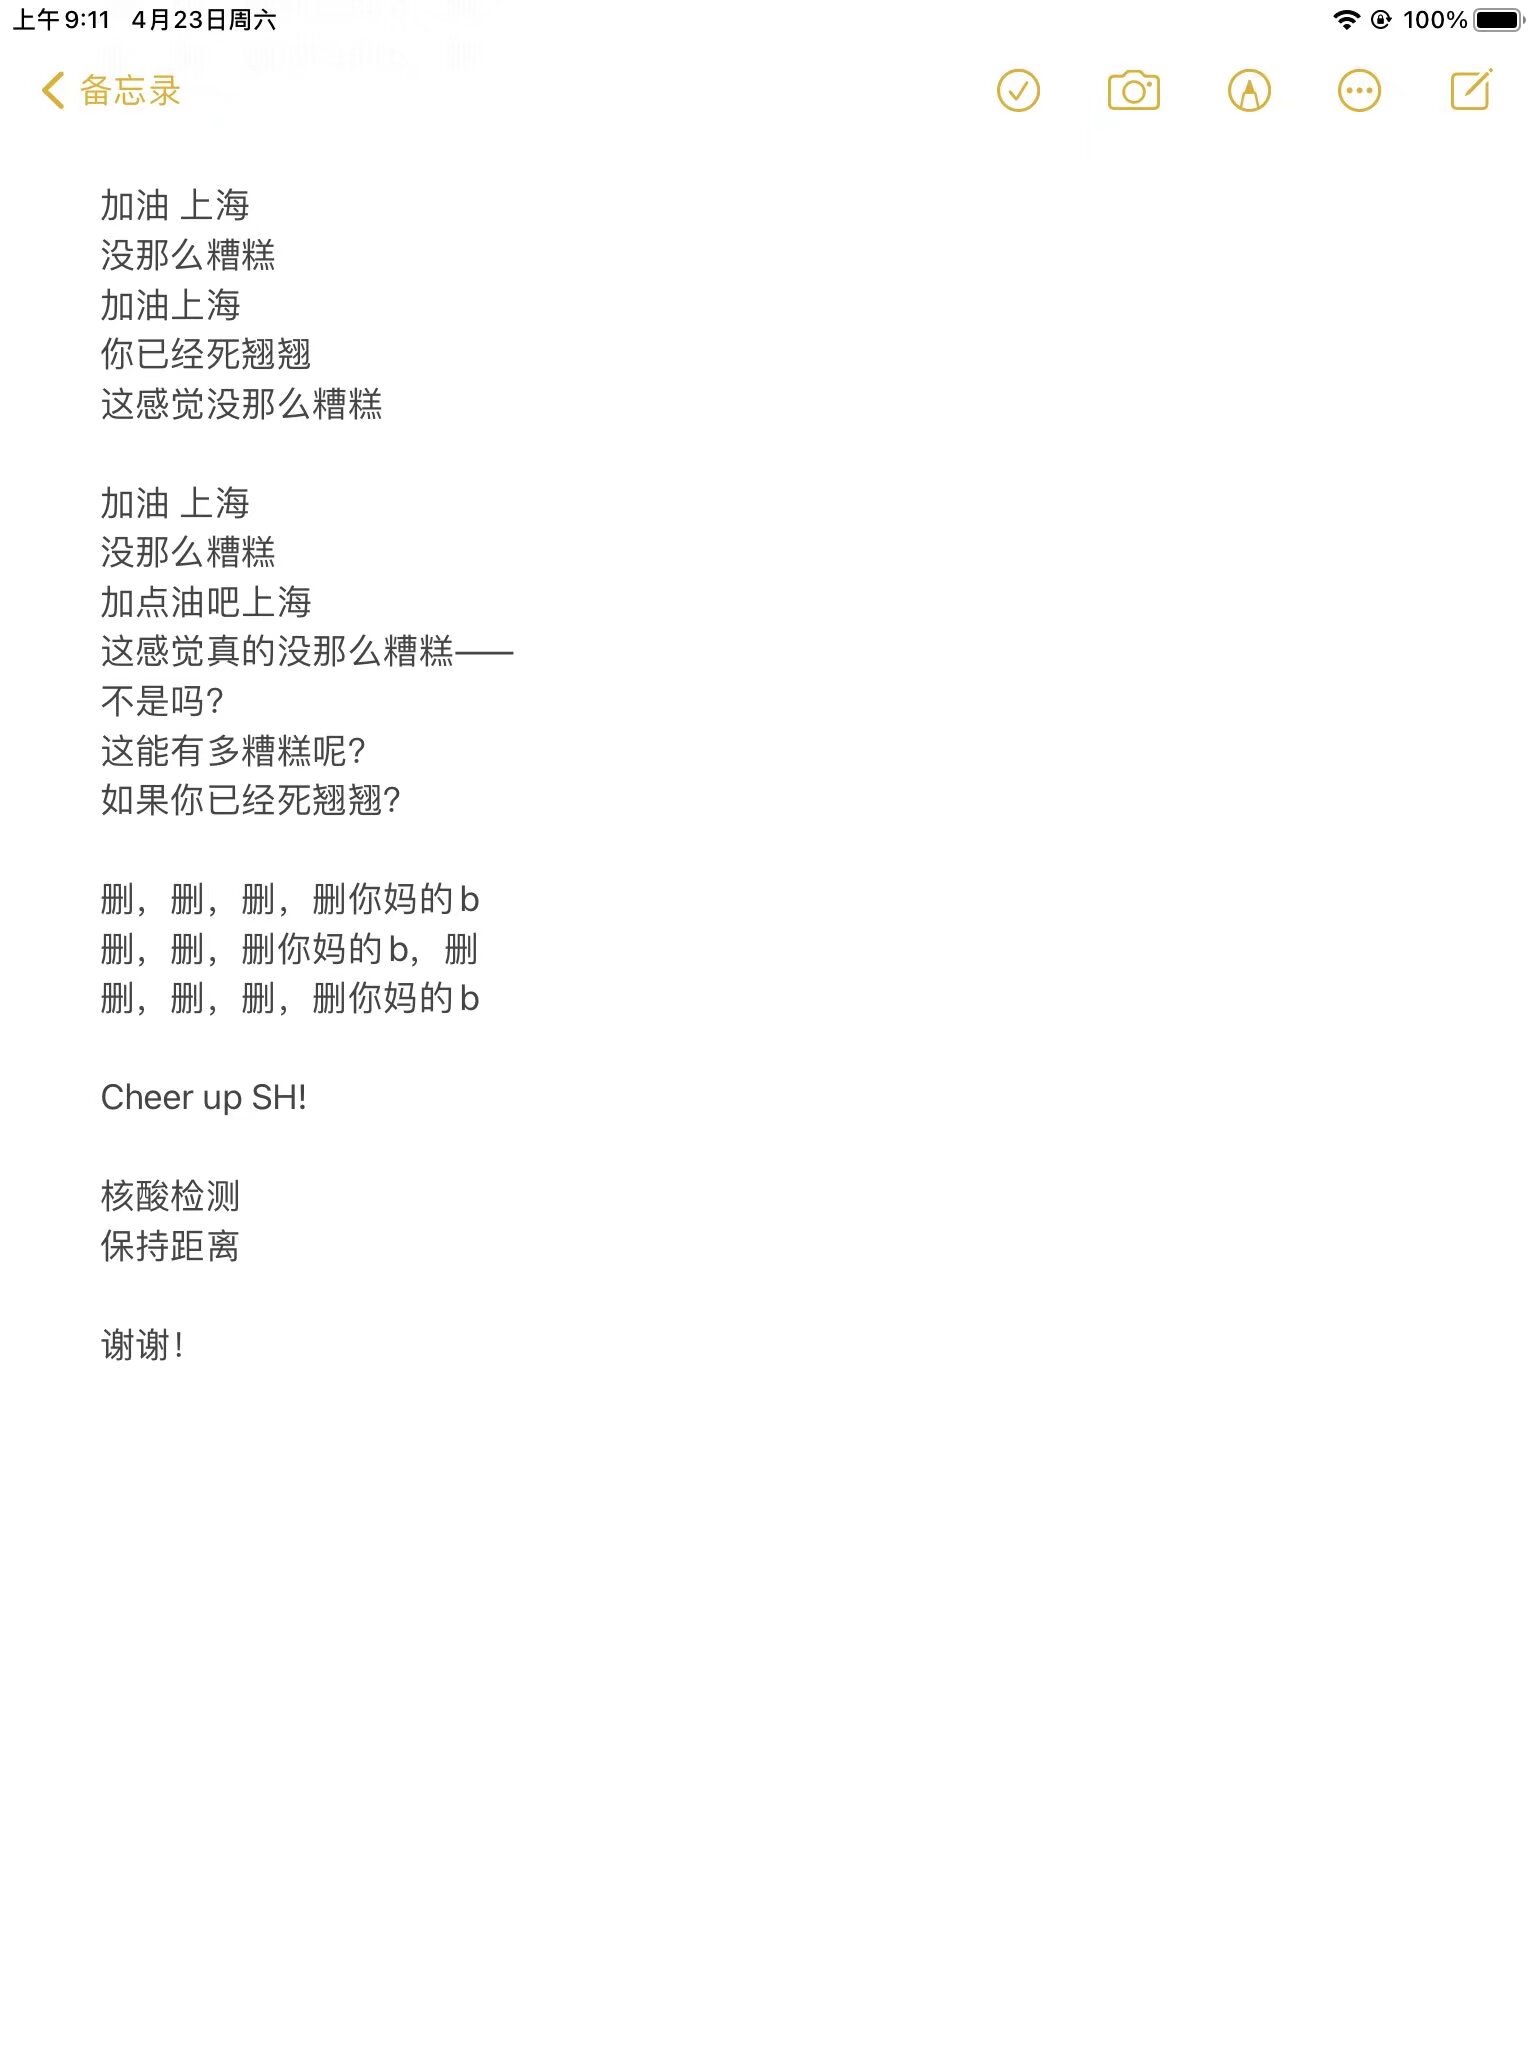 上午9:11 4月23日周六
100%
备忘录
加油 上海
没那么糟糕
加油上海
你已经死翘翘
这感觉没那么糟糕
加油 上海
没那么糟糕
加点油吧上海
这感觉真的没那么糟糕——
不是吗？
这能有多糟糕呢？
如果你已经死翘翘？
删，删，删，删你妈的b
删，删，删你妈的b，删
删，删，删，删你妈的b
Cheer up SH!
核酸检测
保持距离
谢谢！